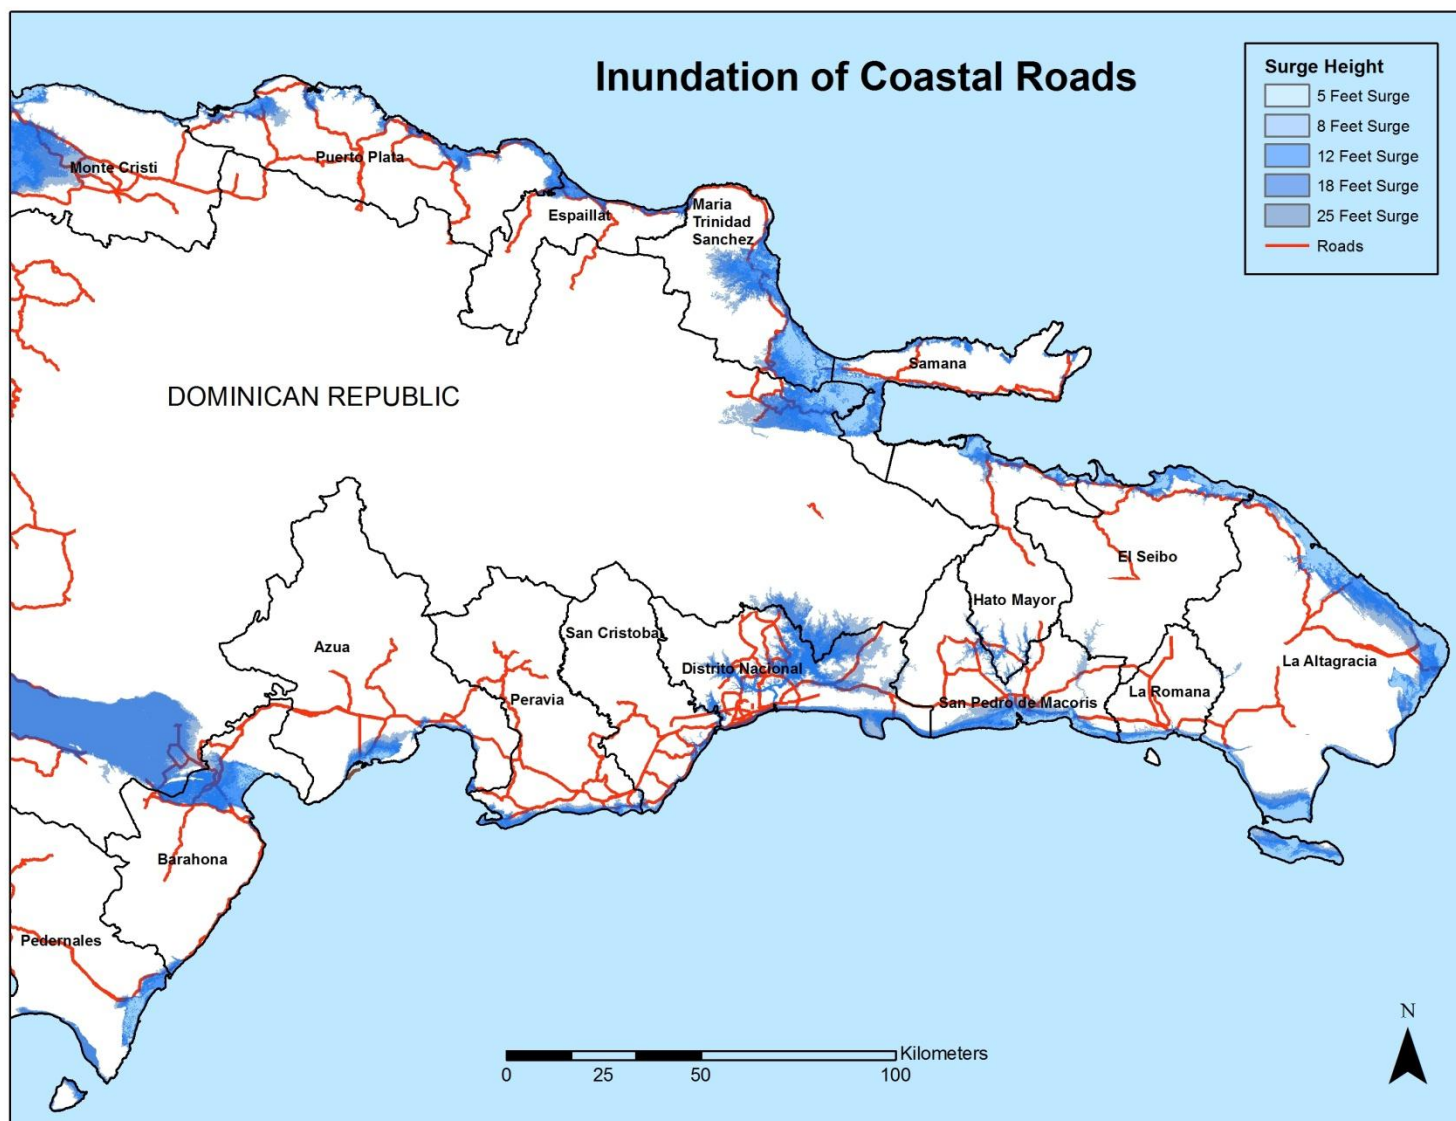 Inundation of Coastal Roads
Surge Height
5 Feet Surge
8 Feet Surge
12 Feet Surge
18 Feet Surge
25 Feet Surge
Roads
Monte Cristi
Puerto Plata
Espaillat
Maria
Trinidad
Sanchez
Samana
DOMINICAN REPUBLIC
El Seibo
Hato Mayor
Azua
San Cristobal
Distrito Nacional
La Altagracia
Peravia
San Pedro de Macoris
La Romana
Barahona
Pedernales
N
Kilometers
0 25 50 100